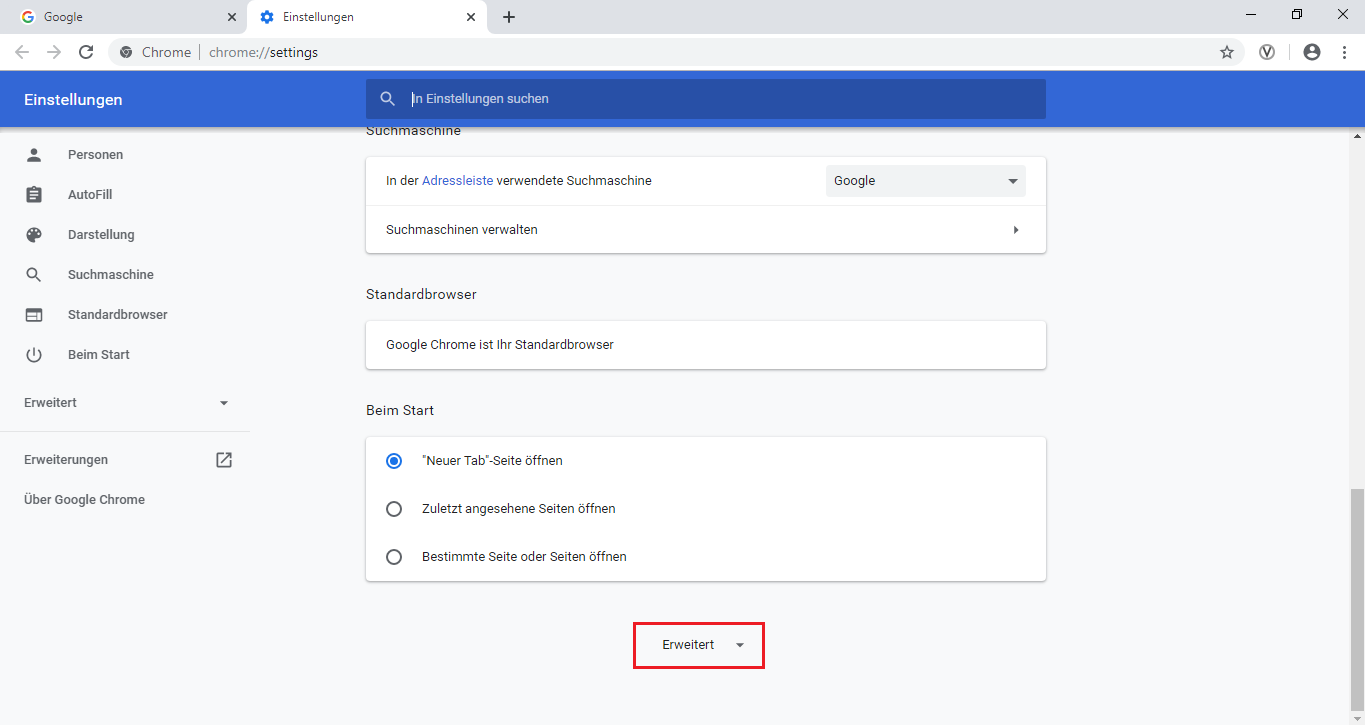 Google
Einstellungen
Chrome
chrome://settings
Einstellungen
In Einstellungen suchen
Personen
AutoFill
Darstellung
Suchmaschine
Standardbrowser
Beim Start
Erweitert
Erweiterungen
Über Google Chrome
Suchmaschine
In der Adressleiste verwendete Suchmaschine
Google
Suchmaschinen verwalten
Standardbrowser
Google Chrome ist Ihr Standardbrowser
Beim Start
"Neuer Tab"-Seite öffnen
Zuletzt angesehene Seiten öffnen
Bestimmte Seite oder Seiten öffnen
Erweitert